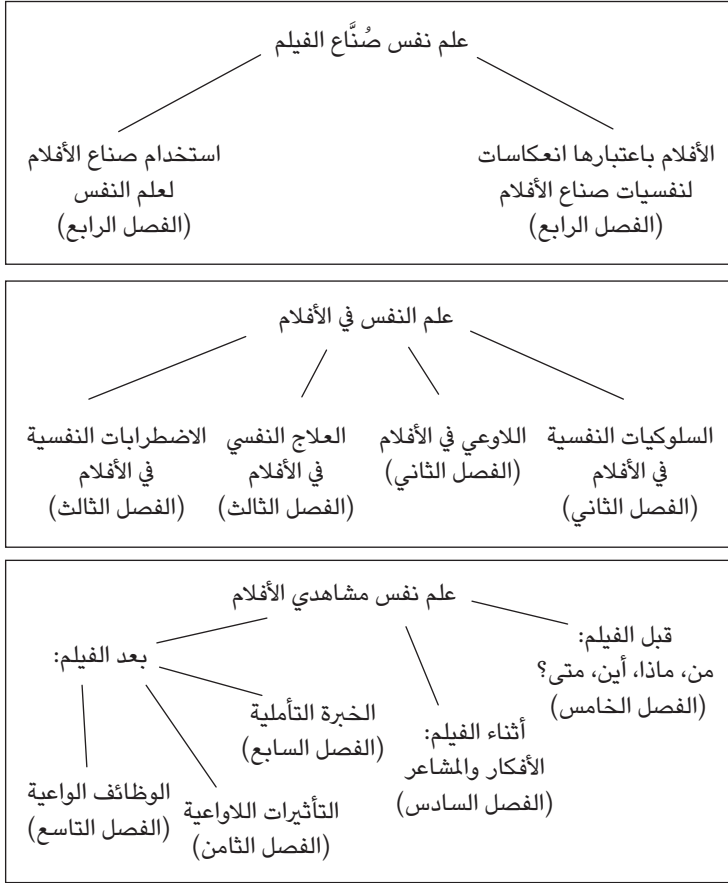 علم نفس صُنَّاع الفيلم
الأفلام باعتبارها انعكاسات
لنفسيات صناع الأفلام
(الفصل الرابع)
استخدام صناع الأفلام
لعلم النفس
(الفصل الرابع)
علم النفس في الأفلام
السلوكيات النفسية
في الأفلام
(الفصل الثاني)
اللاوعي في الأفلام
(الفصل الثاني)
العلاج النفسي
في الأفلام
(الفصل الثالث)
الاضطرابات النفسية
في الأفلام
(الفصل الثالث)
علم نفس مشاهدي الأفلام
قبل الفيلم:
من، ماذا، أين، متى؟
(الفصل الخامس)
أثناء الفيلم:
الأفكار والمشاعر
(الفصل السادس)
بعد الفيلم:
الخبرة التأملية
(الفصل السابع)
التأثيرات اللاواعية
(الفصل الثامن)
الوظائف الواعية
(الفصل التاسع)